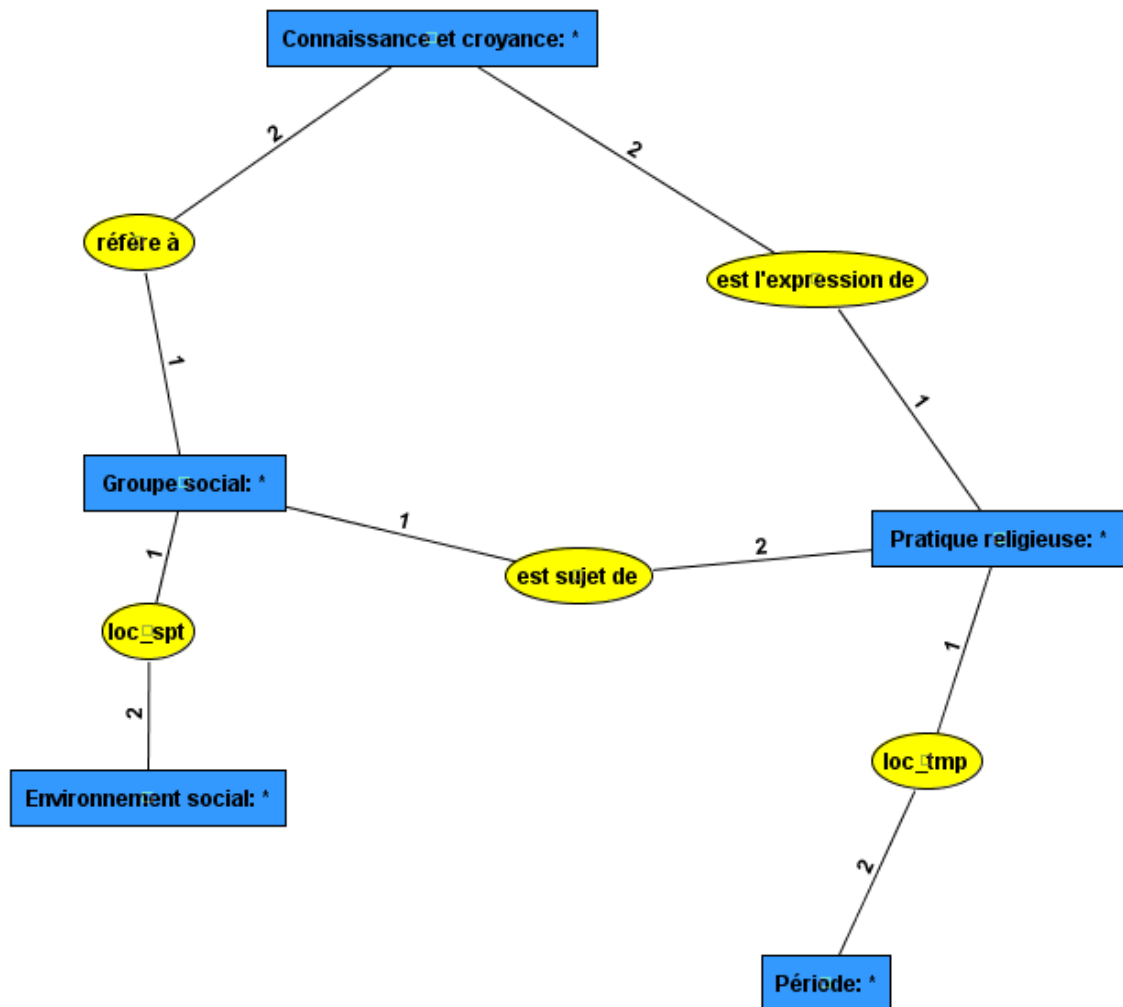 Connaissance et croyance: *
2
2
réfère à
est l'expression de
1
1
Groupe social: *
1
2
Pratique religieuse: *
est sujet de
1
loc_spt
1
2
loc_tmp
Environnement social: *
2
Période: *